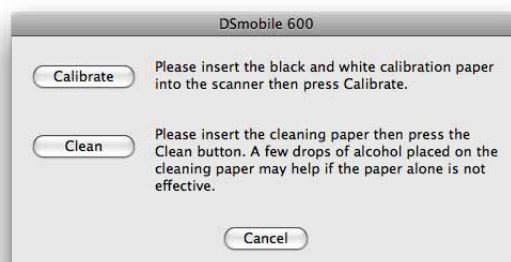 DSmobile 600
Calibrate
Please insert the black and white calibration paper
into the scanner then press Calibrate.
Clean
Please insert the cleaning paper then press the
Clean button. A few drops of alcohol placed on the
cleaning paper may help if the paper alone is not
effective.
Cancel